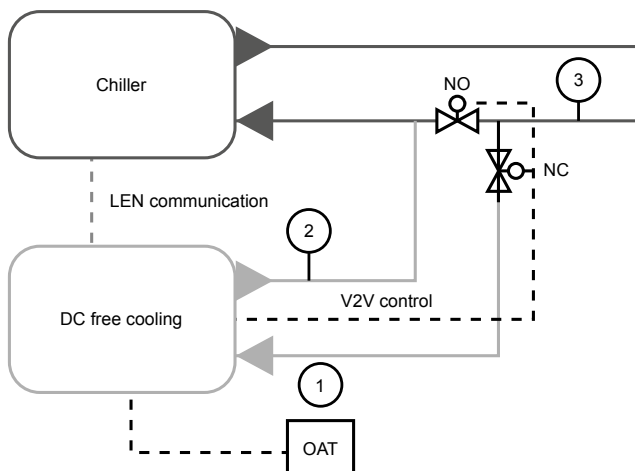 Chiller
NO
3
NC
LEN communication
2
DC free cooling
V2V control
1
OAT